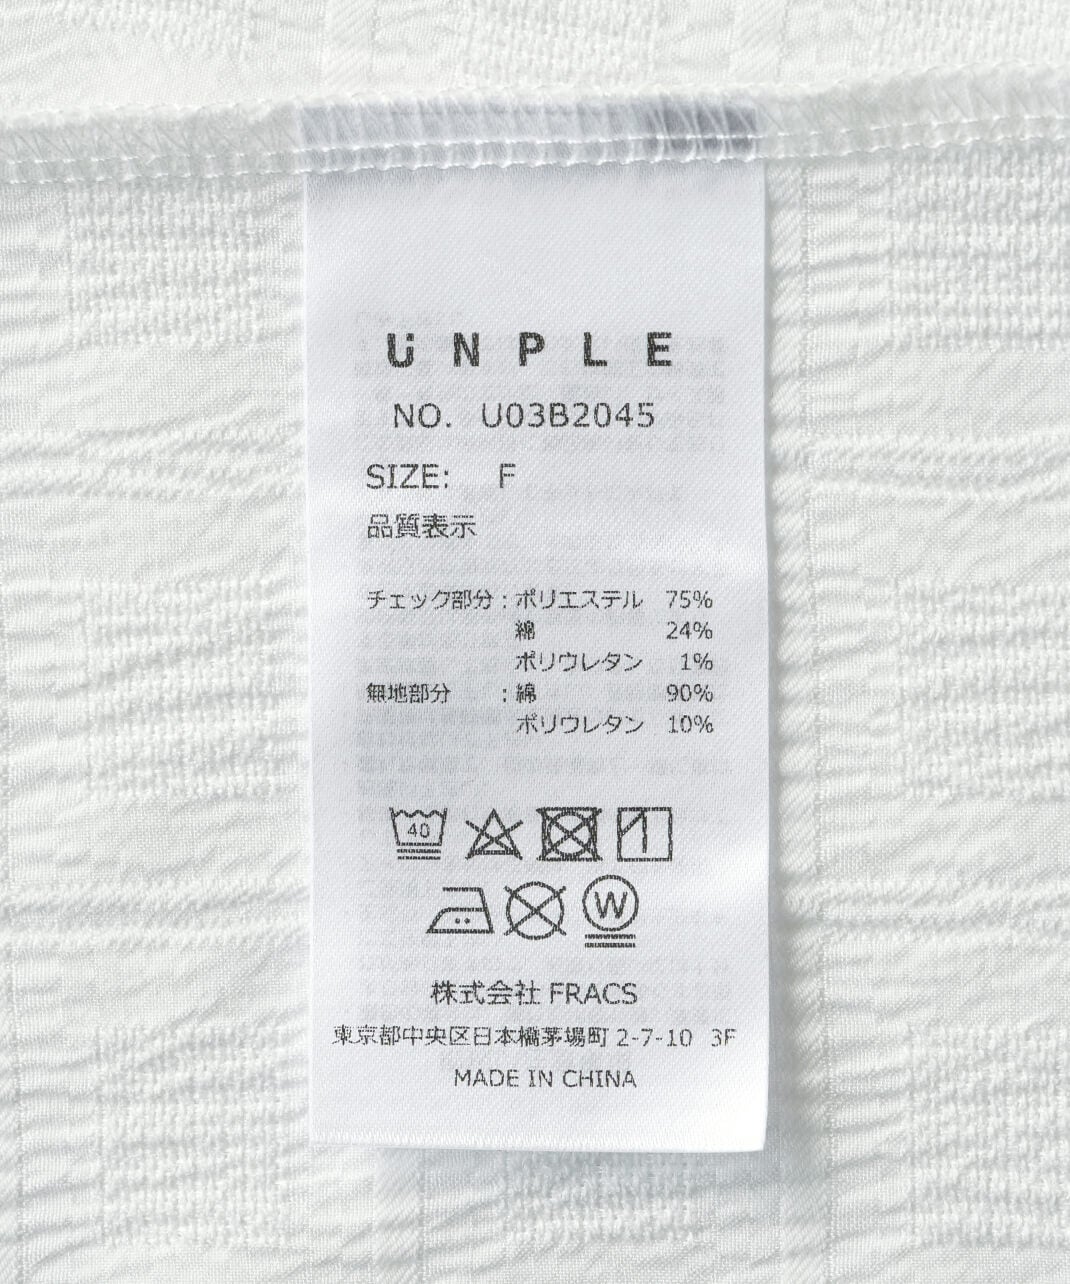 UNPLE
NO. U03B2045
SIZE: F
品質表示
チェック部分:ポリエステル 75%
綿 24%
ポリウレタン 1%
無地部分 :綿 90%
ポリウレタン 10%
40
W
株式会社 FRACS
東京都中央区日本橋茅場町 2-7-10 3F
MADE IN CHINA